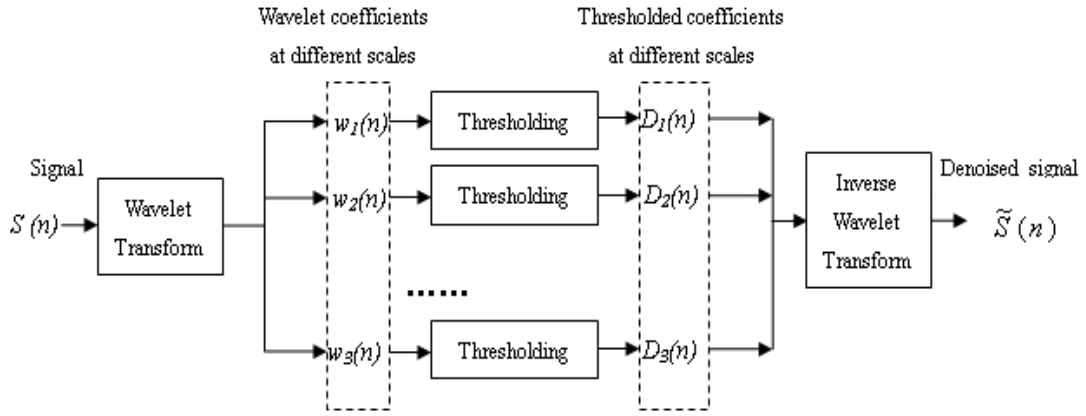 Wavelet coefficients
at different scales
Thresholded coefficients
at different scales
w₁(n)
Thresholding
D₁(n)
Signal
S(n)
Wavelet
Transform
w₂(n)
Thresholding
D₂(n)
Inverse
Wavelet
Transform
Denoised signal
S̃(n)
......
w₃(n)
Thresholding
D₃(n)